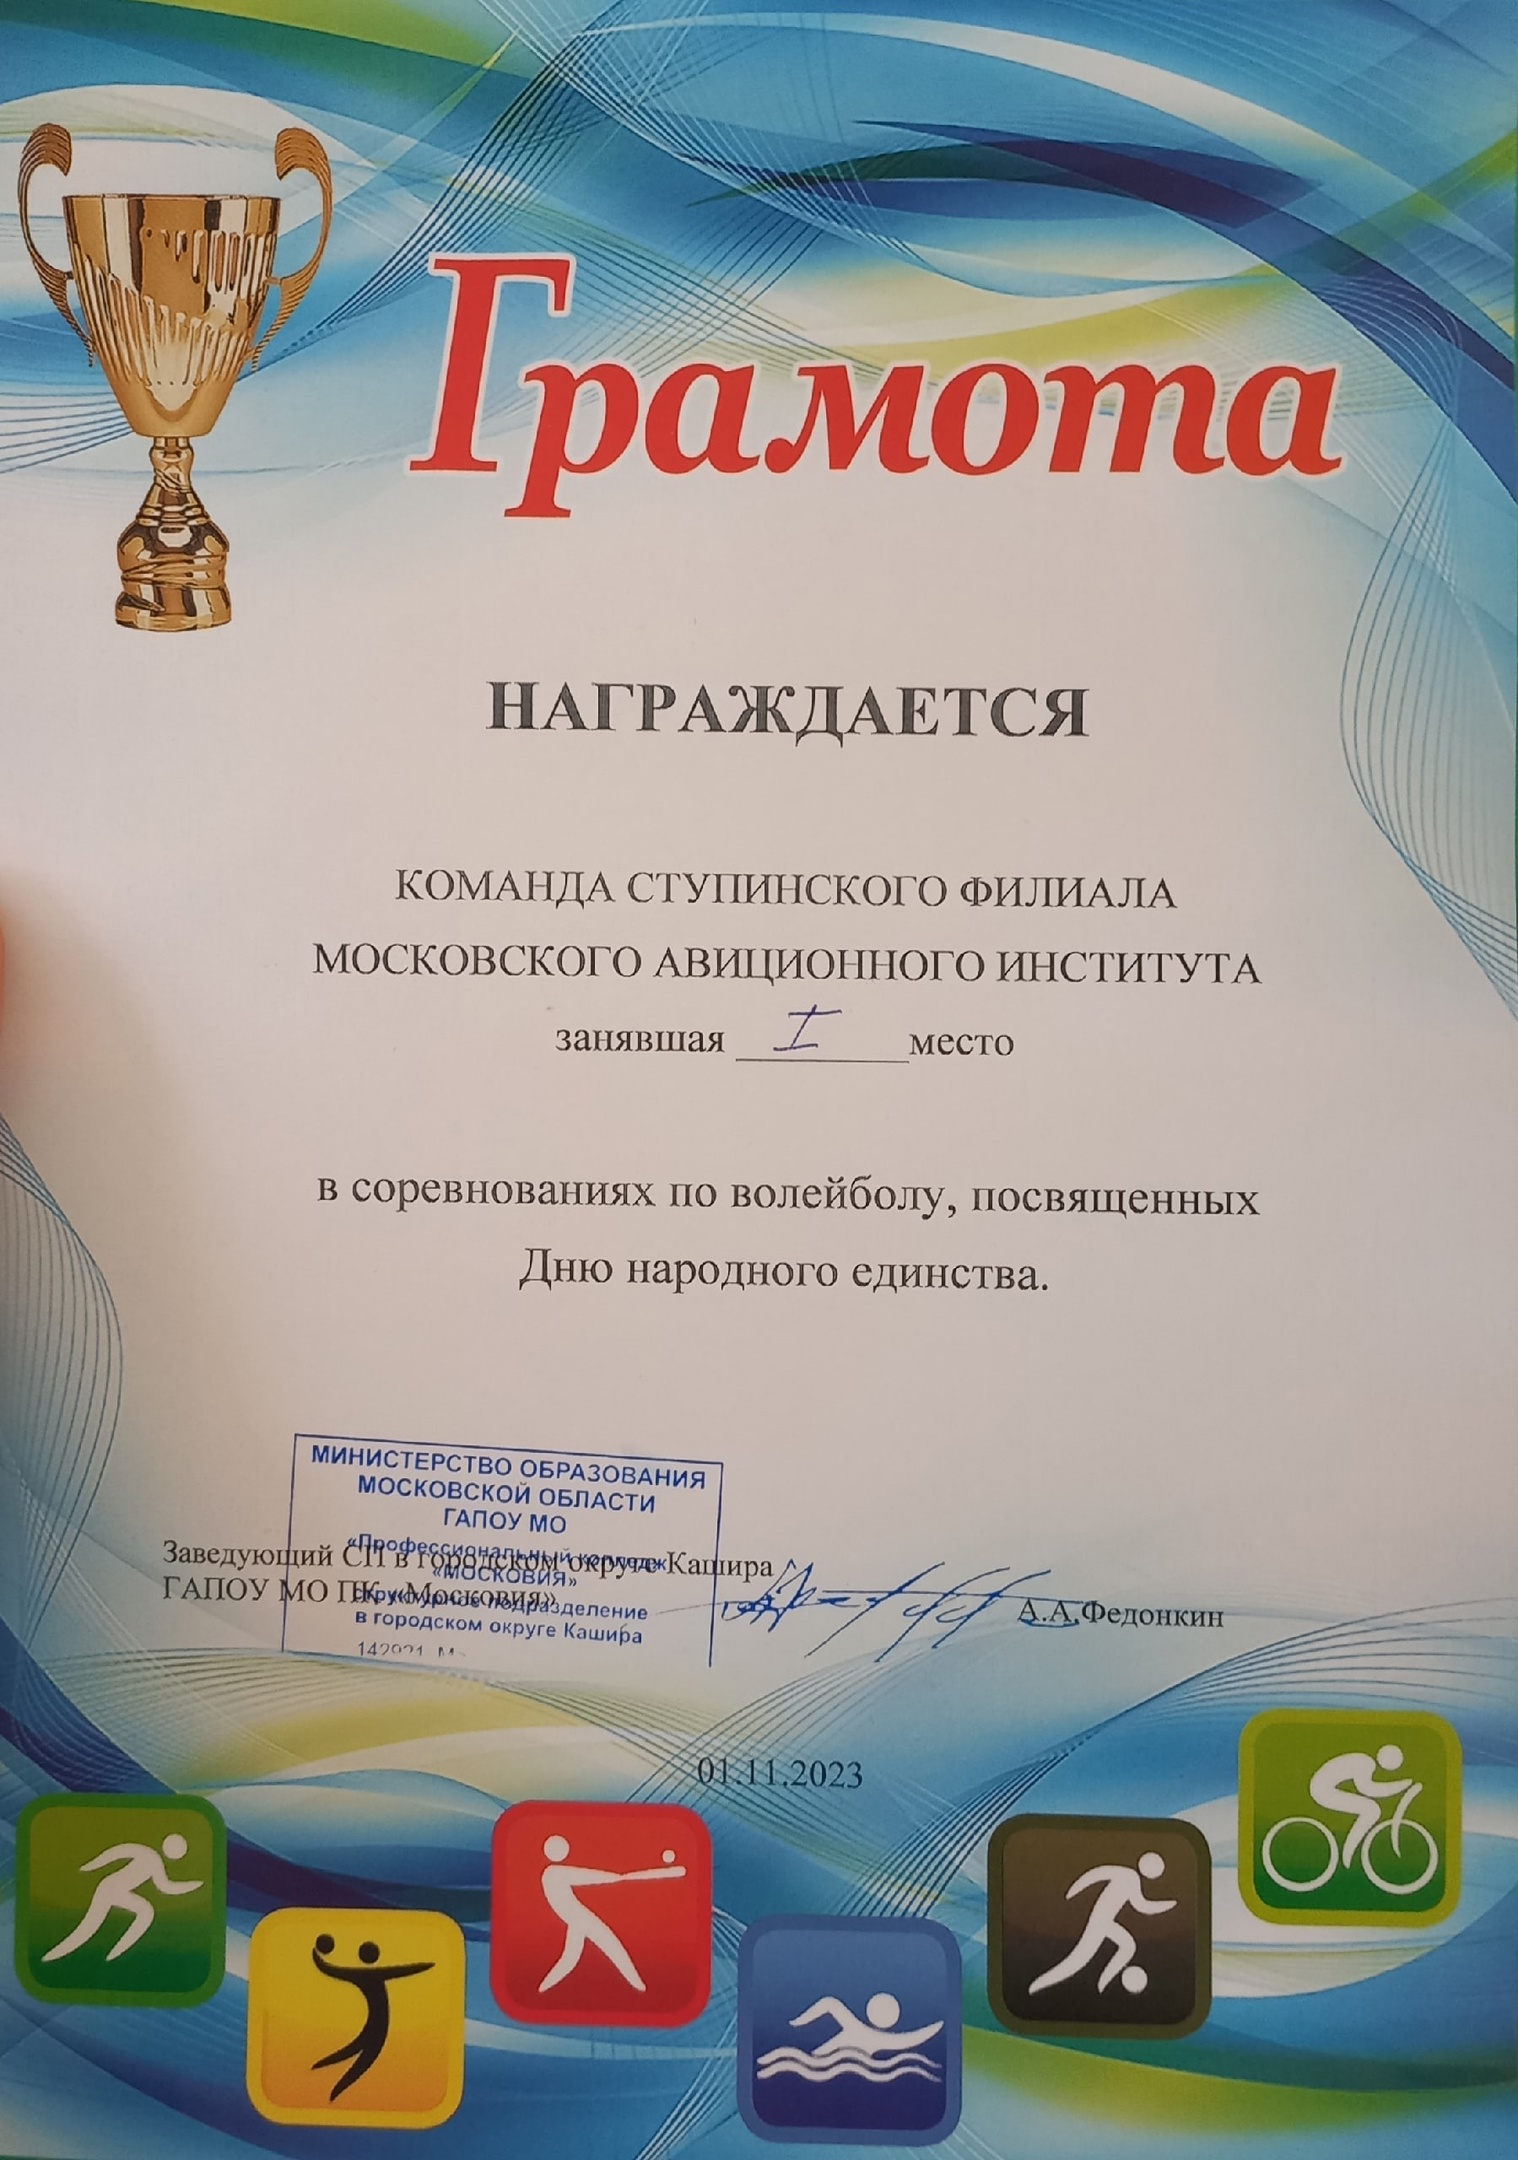 Грамота
НАГРАЖДАЕТСЯ
КОМАНДА СТУПИНСКОГО ФИЛИАЛА
МОСКОВСКОГО АВИЦИОННОГО ИНСТИТУТА
занявшая I место
в соревнованиях по волейболу, посвященных
Дню народного единства.
МИНИСТЕРСТВО ОБРАЗОВАНИЯ
МОСКОВСКОЙ ОБЛАСТИ
ГАПОУ МО
«Профессиональный колледж
«МОСКОВИЯ»
структурное подразделение
в городском округе Кашира
Заведующий СП в городском округе Кашира
ГАПОУ МО ПК «Московия»
А.А.Федонкин
01.11.2023